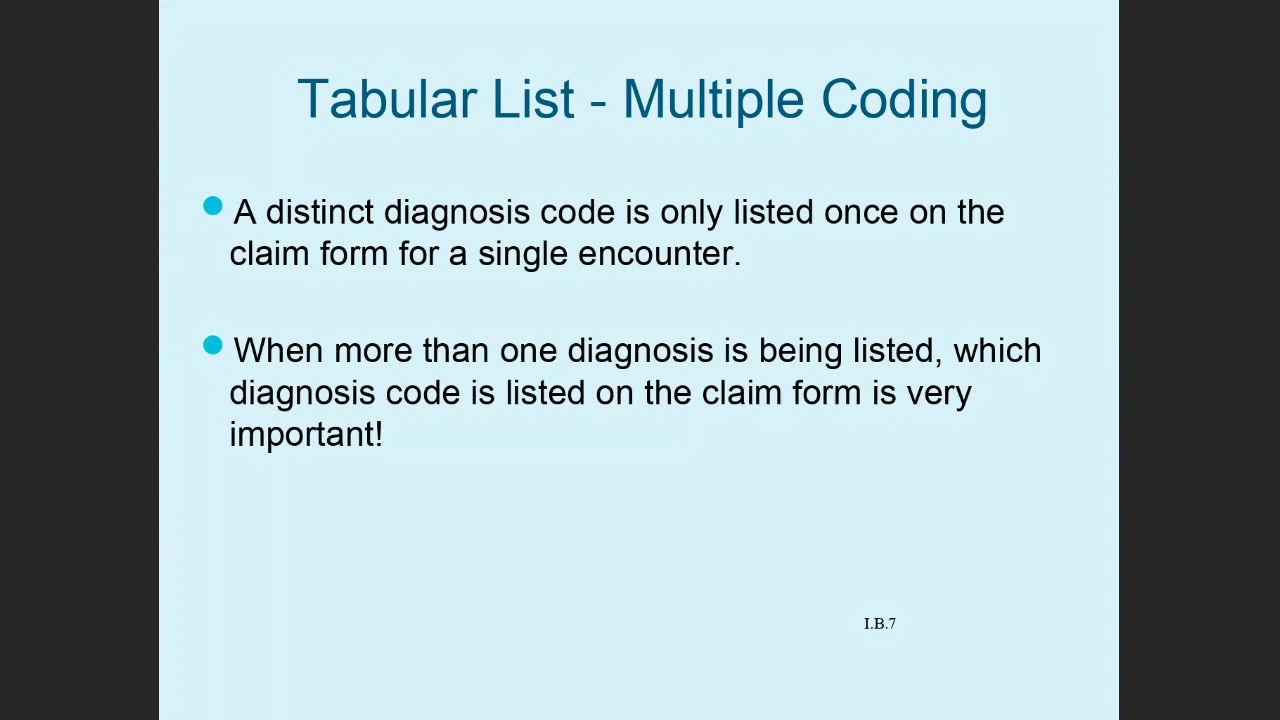 Tabular List - Multiple Coding
A distinct diagnosis code is only listed once on the
claim form for a single encounter.
When more than one diagnosis is being listed, which
diagnosis code is listed on the claim form is very
important!
I.B.7